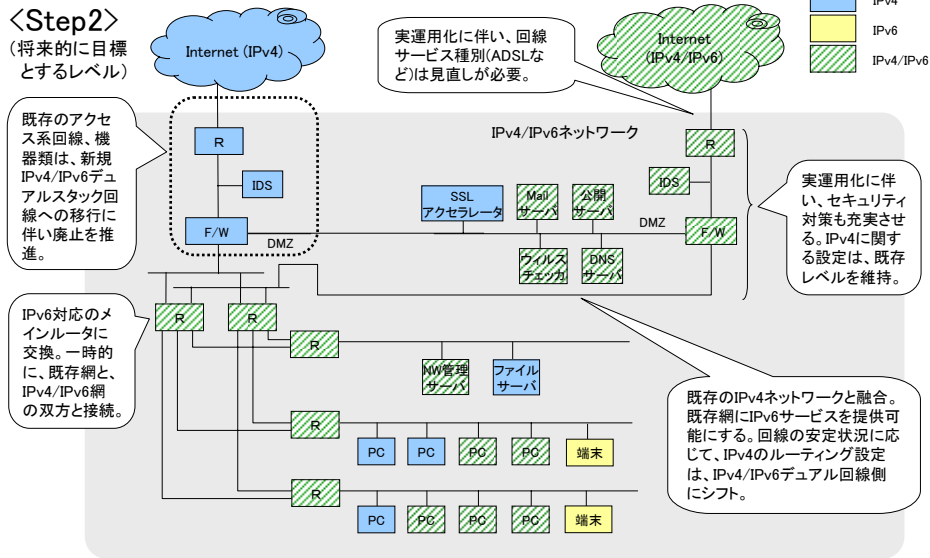 <Step2>
(将来的に目標
とするレベル)
Internet (IPv4)
実運用化に伴い、回線
サービス種別(ADSLな
ど)は見直しが必要。
Internet
(IPv4/IPv6)
IPv4
IPv6
IPv4/IPv6
既存のアクセ
ス系回線、機
器類は、新規
IPv4/IPv6デュ
アルスタック回
線への移行に
伴い廃止を推
進。
R
IDS
F/W
DMZ
IPv4/IPv6ネットワーク
SSL
アクセラレータ
Mail
サーバ
公開
サーバ
ウィルス
チェッカ
DNS
サーバ
DMZ
R
IDS
F/W
実運用化に伴
い、セキュリティ
対策も充実させ
る。IPv4に関す
る設定は、既存
レベルを維持。
IPv6対応のメ
インルータに
交換。一時的
に、既存網と、
IPv4/IPv6網
の双方と接続。
R
R
R
NW管理
サーバ
ファイル
サーバ
R
PC
PC
PC
PC
端末
R
PC
PC
PC
PC
端末
既存のIPv4ネットワークと融合。
既存網にIPv6サービスを提供可
能にする。回線の安定状況に応
じて、IPv4のルーティング設定
は、IPv4/IPv6デュアル回線側
にシフト。